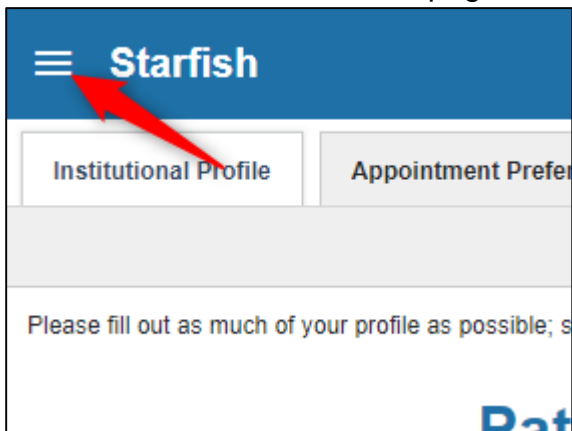 Starfish
Institutional Profile Appointment Prefer
Please fill out as much of your profile as possible; s